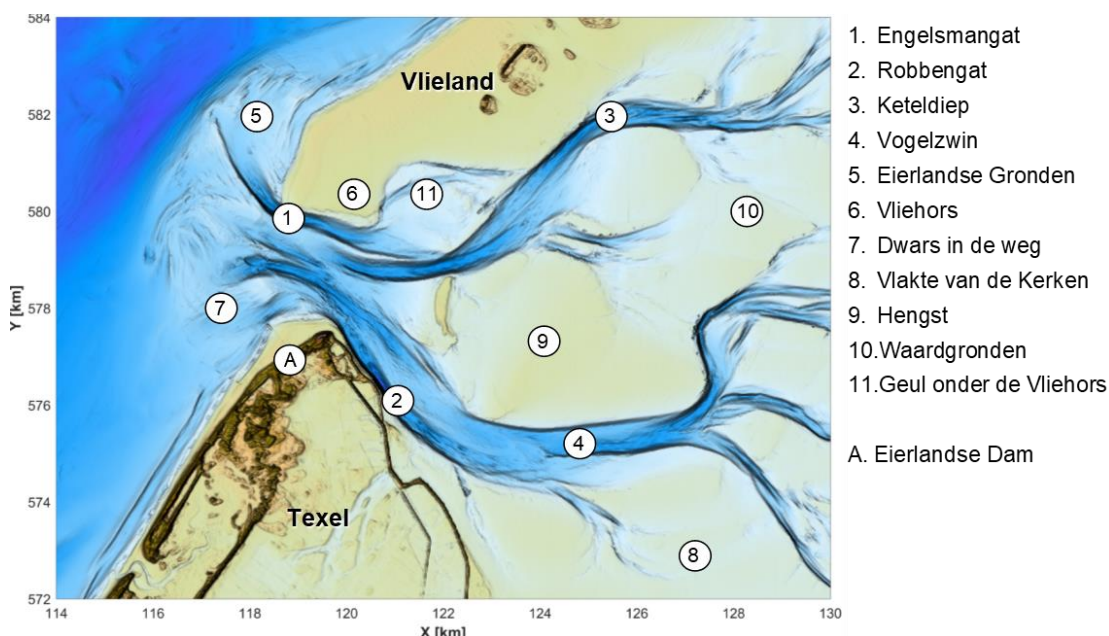 584
582
580
578
576
574
572
Y [km]
114 116 118 120 122 124 126 128 130
X [km]
Vlieland
Texel
5
3
6
11
1
10
7
9
A
2
4
8
1. Engelsmangat
2. Robbengat
3. Keteldiep
4. Vogelzwin
5. Eierlandse Gronden
6. Vliehors
7. Dwars in de weg
8. Vlakte van de Kerken
9. Hengst
10.Waardgronden
11.Geul onder de Vliehors
A. Eierlandse Dam